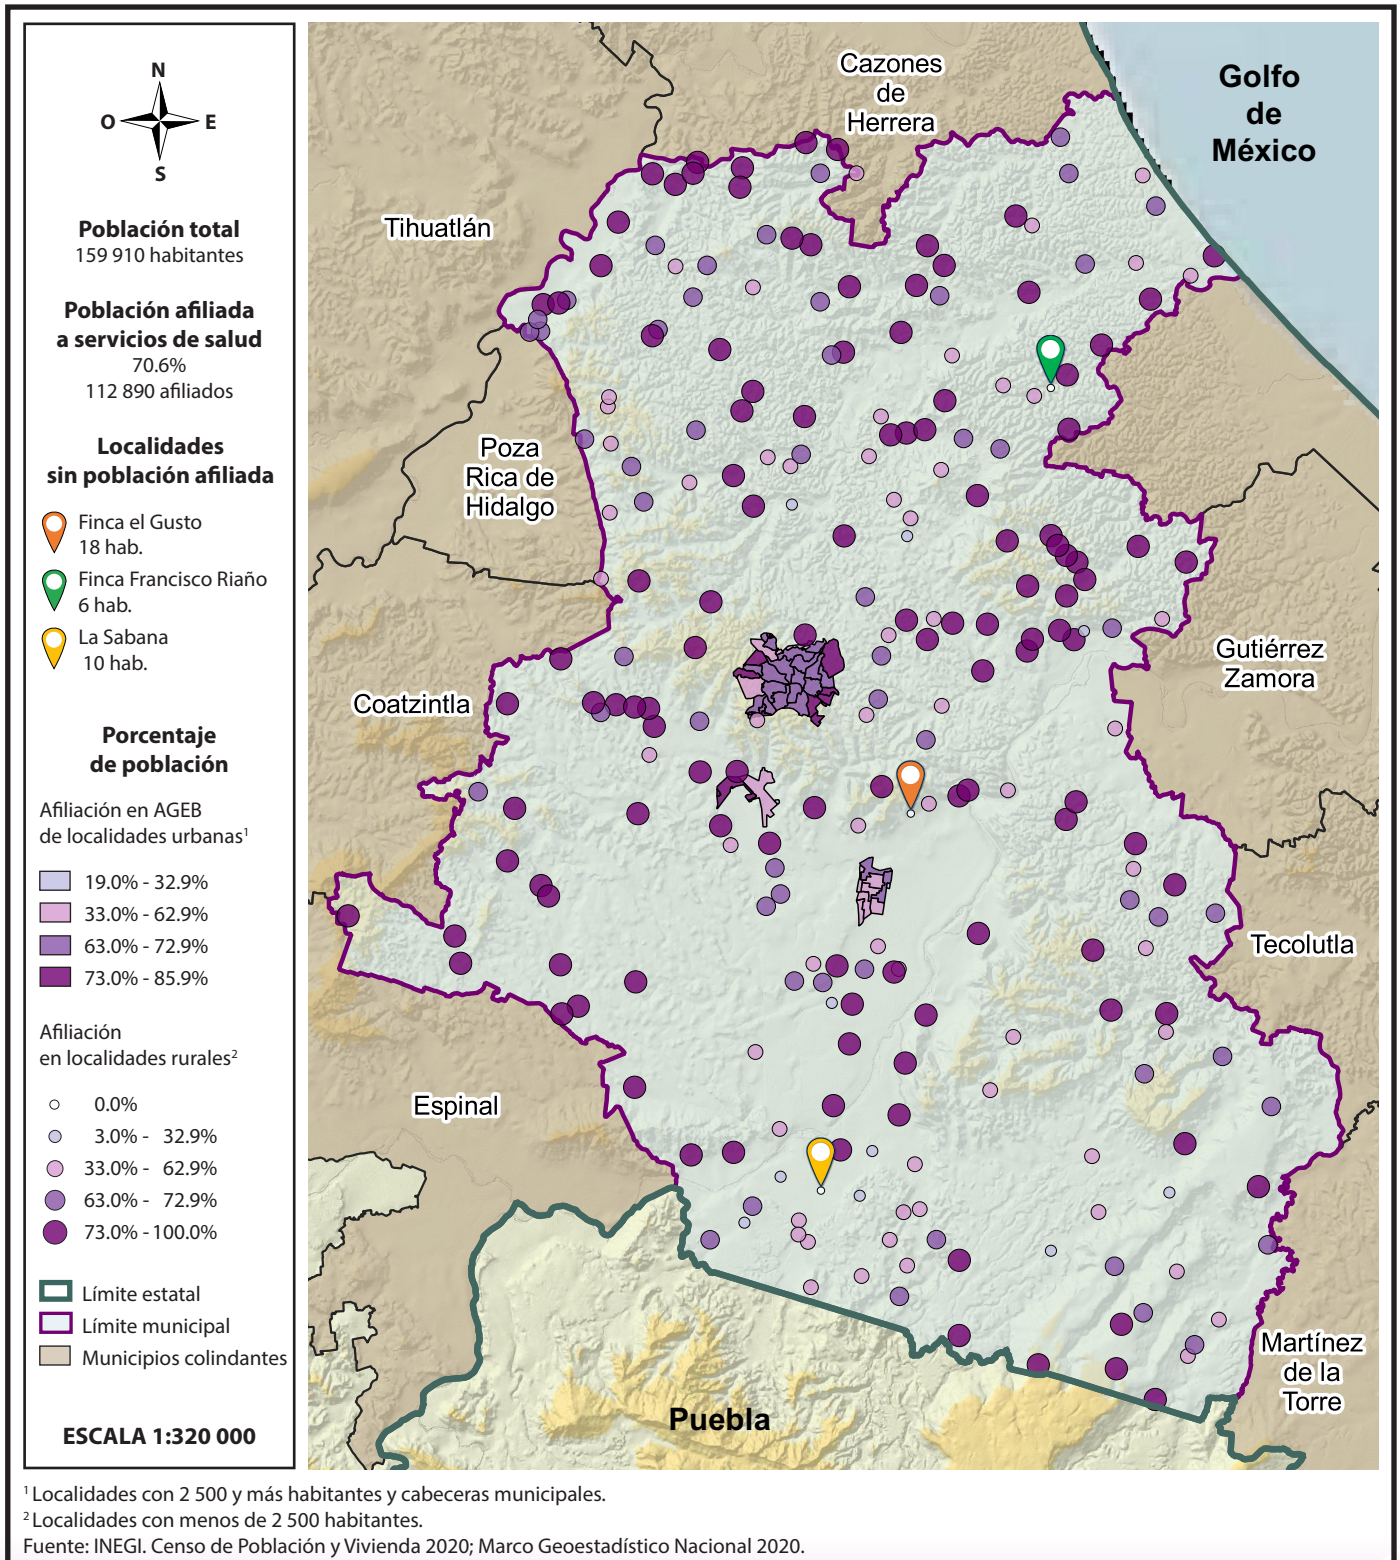 N
O
E
S
Población total
159 910 habitantes
Población afiliada
a servicios de salud
70.6%
112 890 afiliados
Localidades
sin población afiliada
Finca el Gusto
18 hab.
Finca Francisco Riaño
6 hab.
La Sabana
10 hab.
Porcentaje
de población
Afiliación en AGEB
de localidades urbanas¹
19.0% - 32.9%
33.0% - 62.9%
63.0% - 72.9%
73.0% - 85.9%
Afiliación
en localidades rurales²
0.0%
3.0% - 32.9%
33.0% - 62.9%
63.0% - 72.9%
73.0% - 100.0%
Límite estatal
Límite municipal
Municipios colindantes
ESCALA 1:320 000
Cazones
de
Herrera
Golfo
de
México
Tihuatlán
Poza
Rica de
Hidalgo
Coatzintla
Gutiérrez
Zamora
Tecolutla
Espinal
Martínez
de la
Torre
Puebla
¹ Localidades con 2 500 y más habitantes y cabeceras municipales.
² Localidades con menos de 2 500 habitantes.
Fuente: INEGI. Censo de Población y Vivienda 2020; Marco Geoestadístico Nacional 2020.